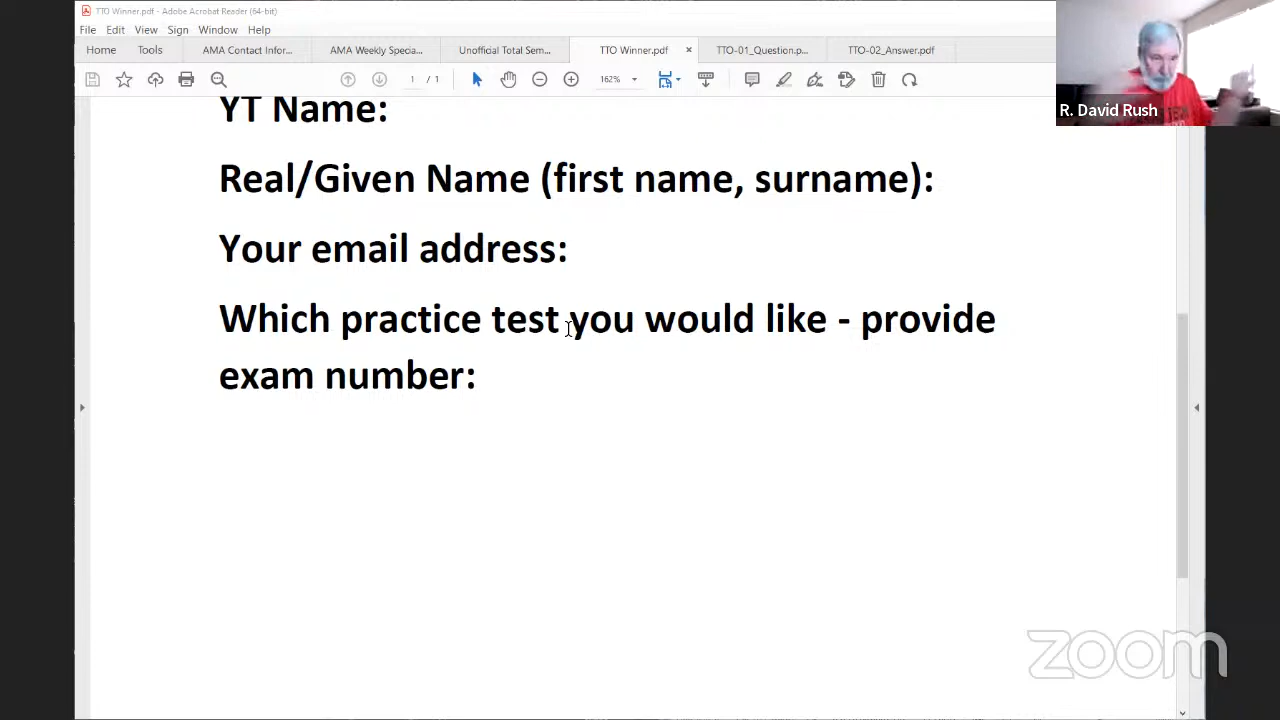 TTO Winner.pdf - Adobe Acrobat Reader (64-bit)
File Edit View Sign Window Help
Home Tools AMA Contact Infor... AMA Weekly Specia... Unofficial Total Sem... TTO Winner.pdf × TTO-01_Question.p... TTO-02_Answer.pdf
1 / 1 162%
R. David Rush
YT Name:
Real/Given Name (first name, surname):
Your email address:
Which practice test you would like - provide
exam number:
zoom